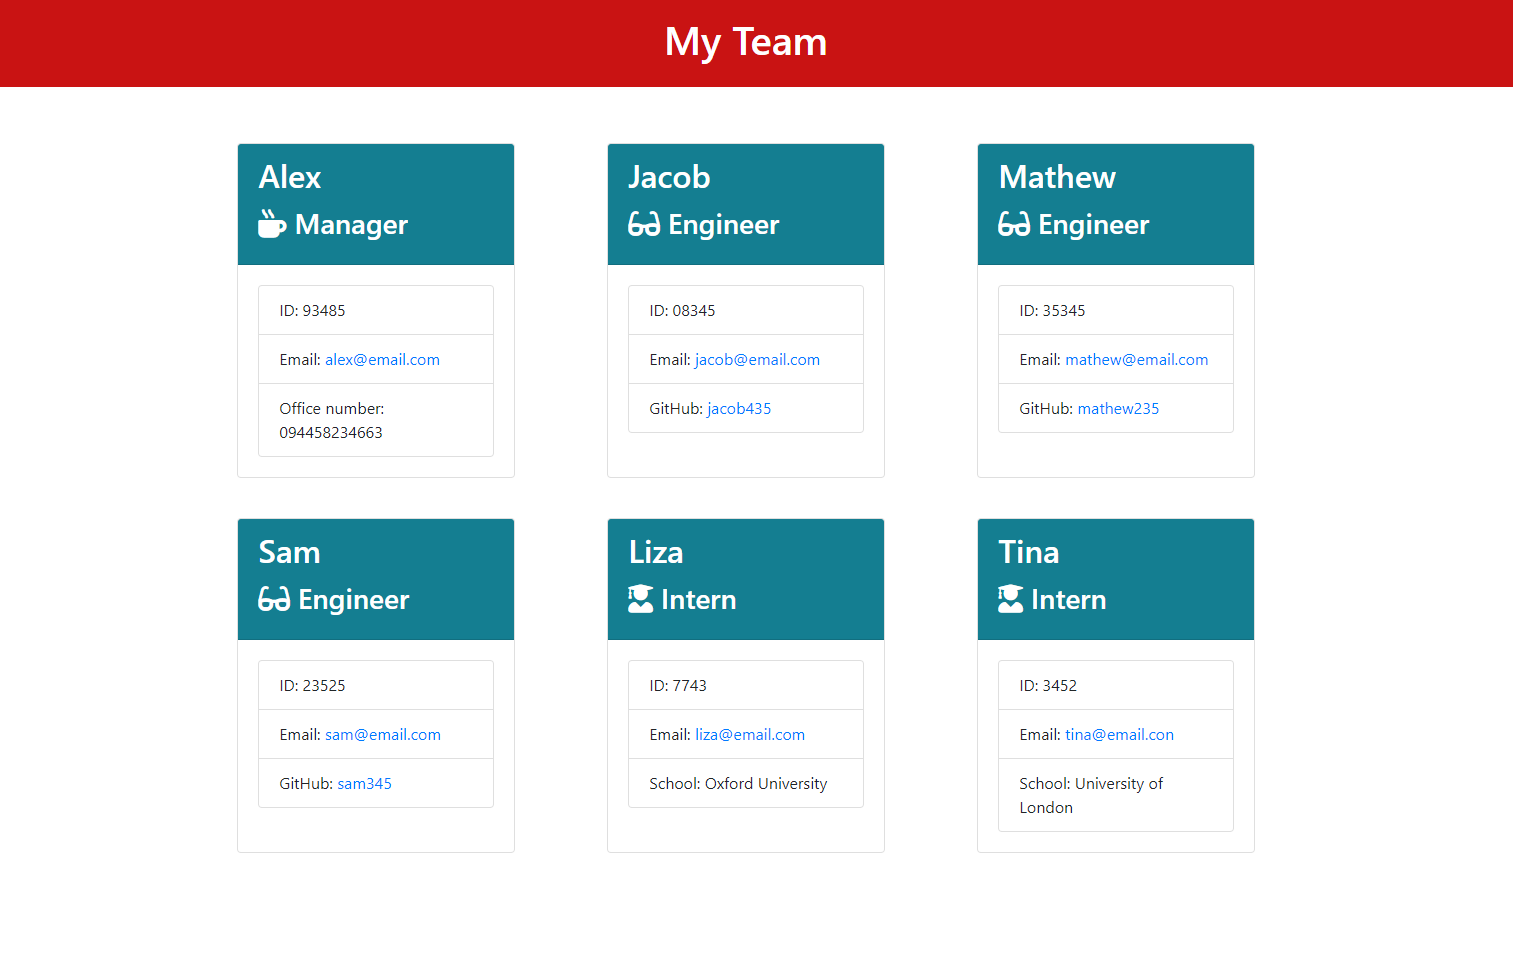 My Team
Alex
Manager
ID: 93485
Email: alex@email.com
Office number:
094458234663
Jacob
Engineer
ID: 08345
Email: jacob@email.com
GitHub: jacob435
Mathew
Engineer
ID: 35345
Email: mathew@email.com
GitHub: mathew235
Sam
Engineer
ID: 23525
Email: sam@email.com
GitHub: sam345
Liza
Intern
ID: 7743
Email: liza@email.com
School: Oxford University
Tina
Intern
ID: 3452
Email: tina@email.con
School: University of
London